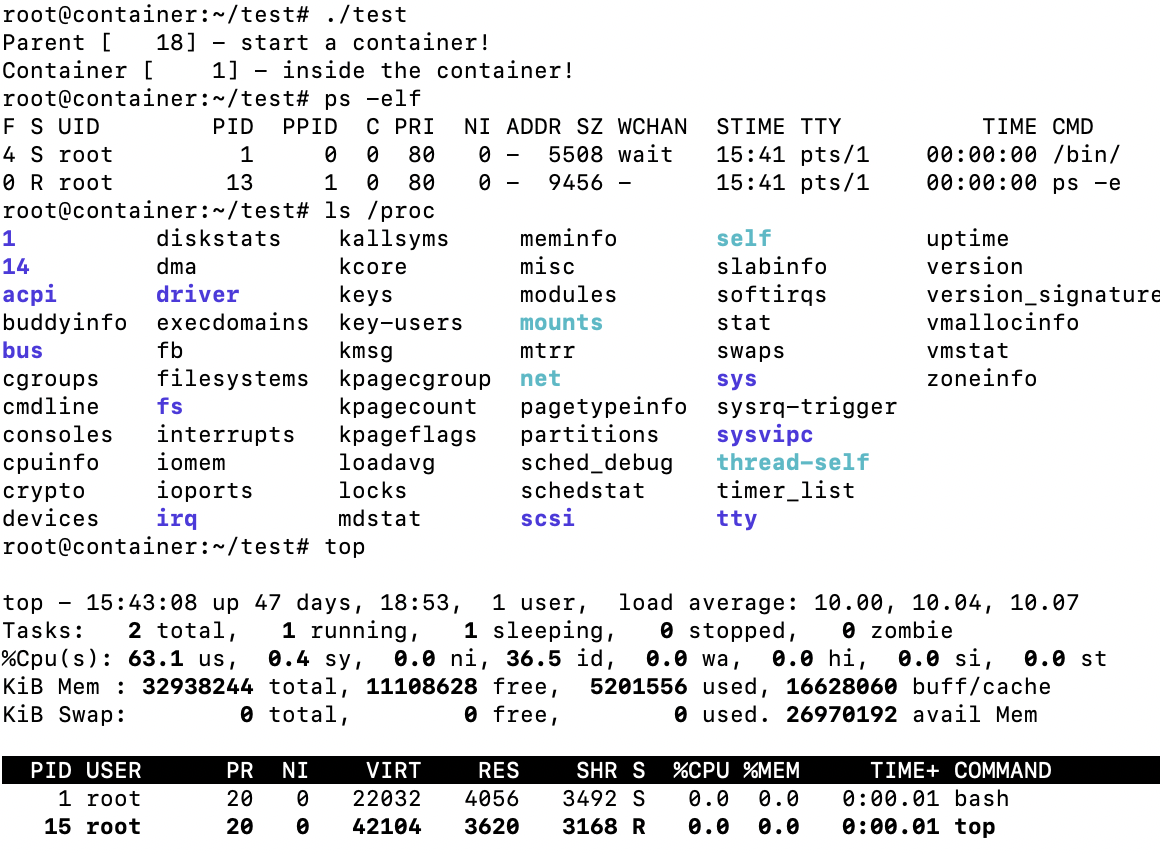 root@container:~/test# ./test
Parent [   18] - start a container!
Container [    1] - inside the container!
root@container:~/test# ps -elf
F S UID        PID  PPID  C PRI  NI ADDR SZ WCHAN  STIME TTY          TIME CMD
4 S root         1     0  0  80   0 -  5508 wait   15:41 pts/1    00:00:00 /bin/
0 R root        13     1  0  80   0 -  9456 -      15:41 pts/1    00:00:00 ps -e
root@container:~/test# ls /proc
1          diskstats    kallsyms     meminfo       self          uptime
14         dma          kcore        misc          slabinfo      version
acpi       driver       keys         modules       softirqs      version_signature
buddyinfo  execdomains  key-users    mounts        stat          vmallocinfo
bus        fb           kmsg         mtrr          swaps         vmstat
cgroups    filesystems  kpagecgroup  net           sys           zoneinfo
cmdline    fs           kpagecount   pagetypeinfo  sysrq-trigger
consoles   interrupts   kpageflags   partitions    sysvipc
cpuinfo    iomem        loadavg      sched_debug   thread-self
crypto     ioports      locks        schedstat     timer_list
devices    irq          mdstat       scsi          tty
root@container:~/test# top
top - 15:43:08 up 47 days, 18:53,  1 user,  load average: 10.00, 10.04, 10.07
Tasks:   2 total,   1 running,   1 sleeping,   0 stopped,   0 zombie
%Cpu(s): 63.1 us,  0.4 sy,  0.0 ni, 36.5 id,  0.0 wa,  0.0 hi,  0.0 si,  0.0 st
KiB Mem : 32938244 total, 11108628 free,  5201556 used, 16628060 buff/cache
KiB Swap:        0 total,        0 free,        0 used. 26970192 avail Mem
  PID USER      PR  NI    VIRT    RES    SHR S  %CPU %MEM     TIME+ COMMAND
    1 root      20   0   22032   4056   3492 S   0.0  0.0   0:00.01 bash
   15 root      20   0   42104   3620   3168 R   0.0  0.0   0:00.01 top